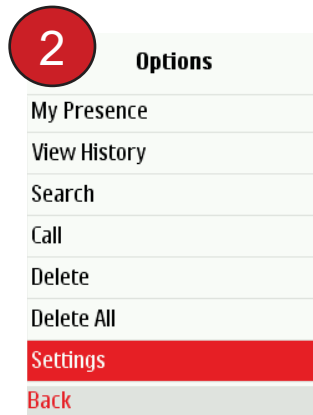 2
Options
My Presence
View History
Search
Call
Delete
Delete All
Settings
Back